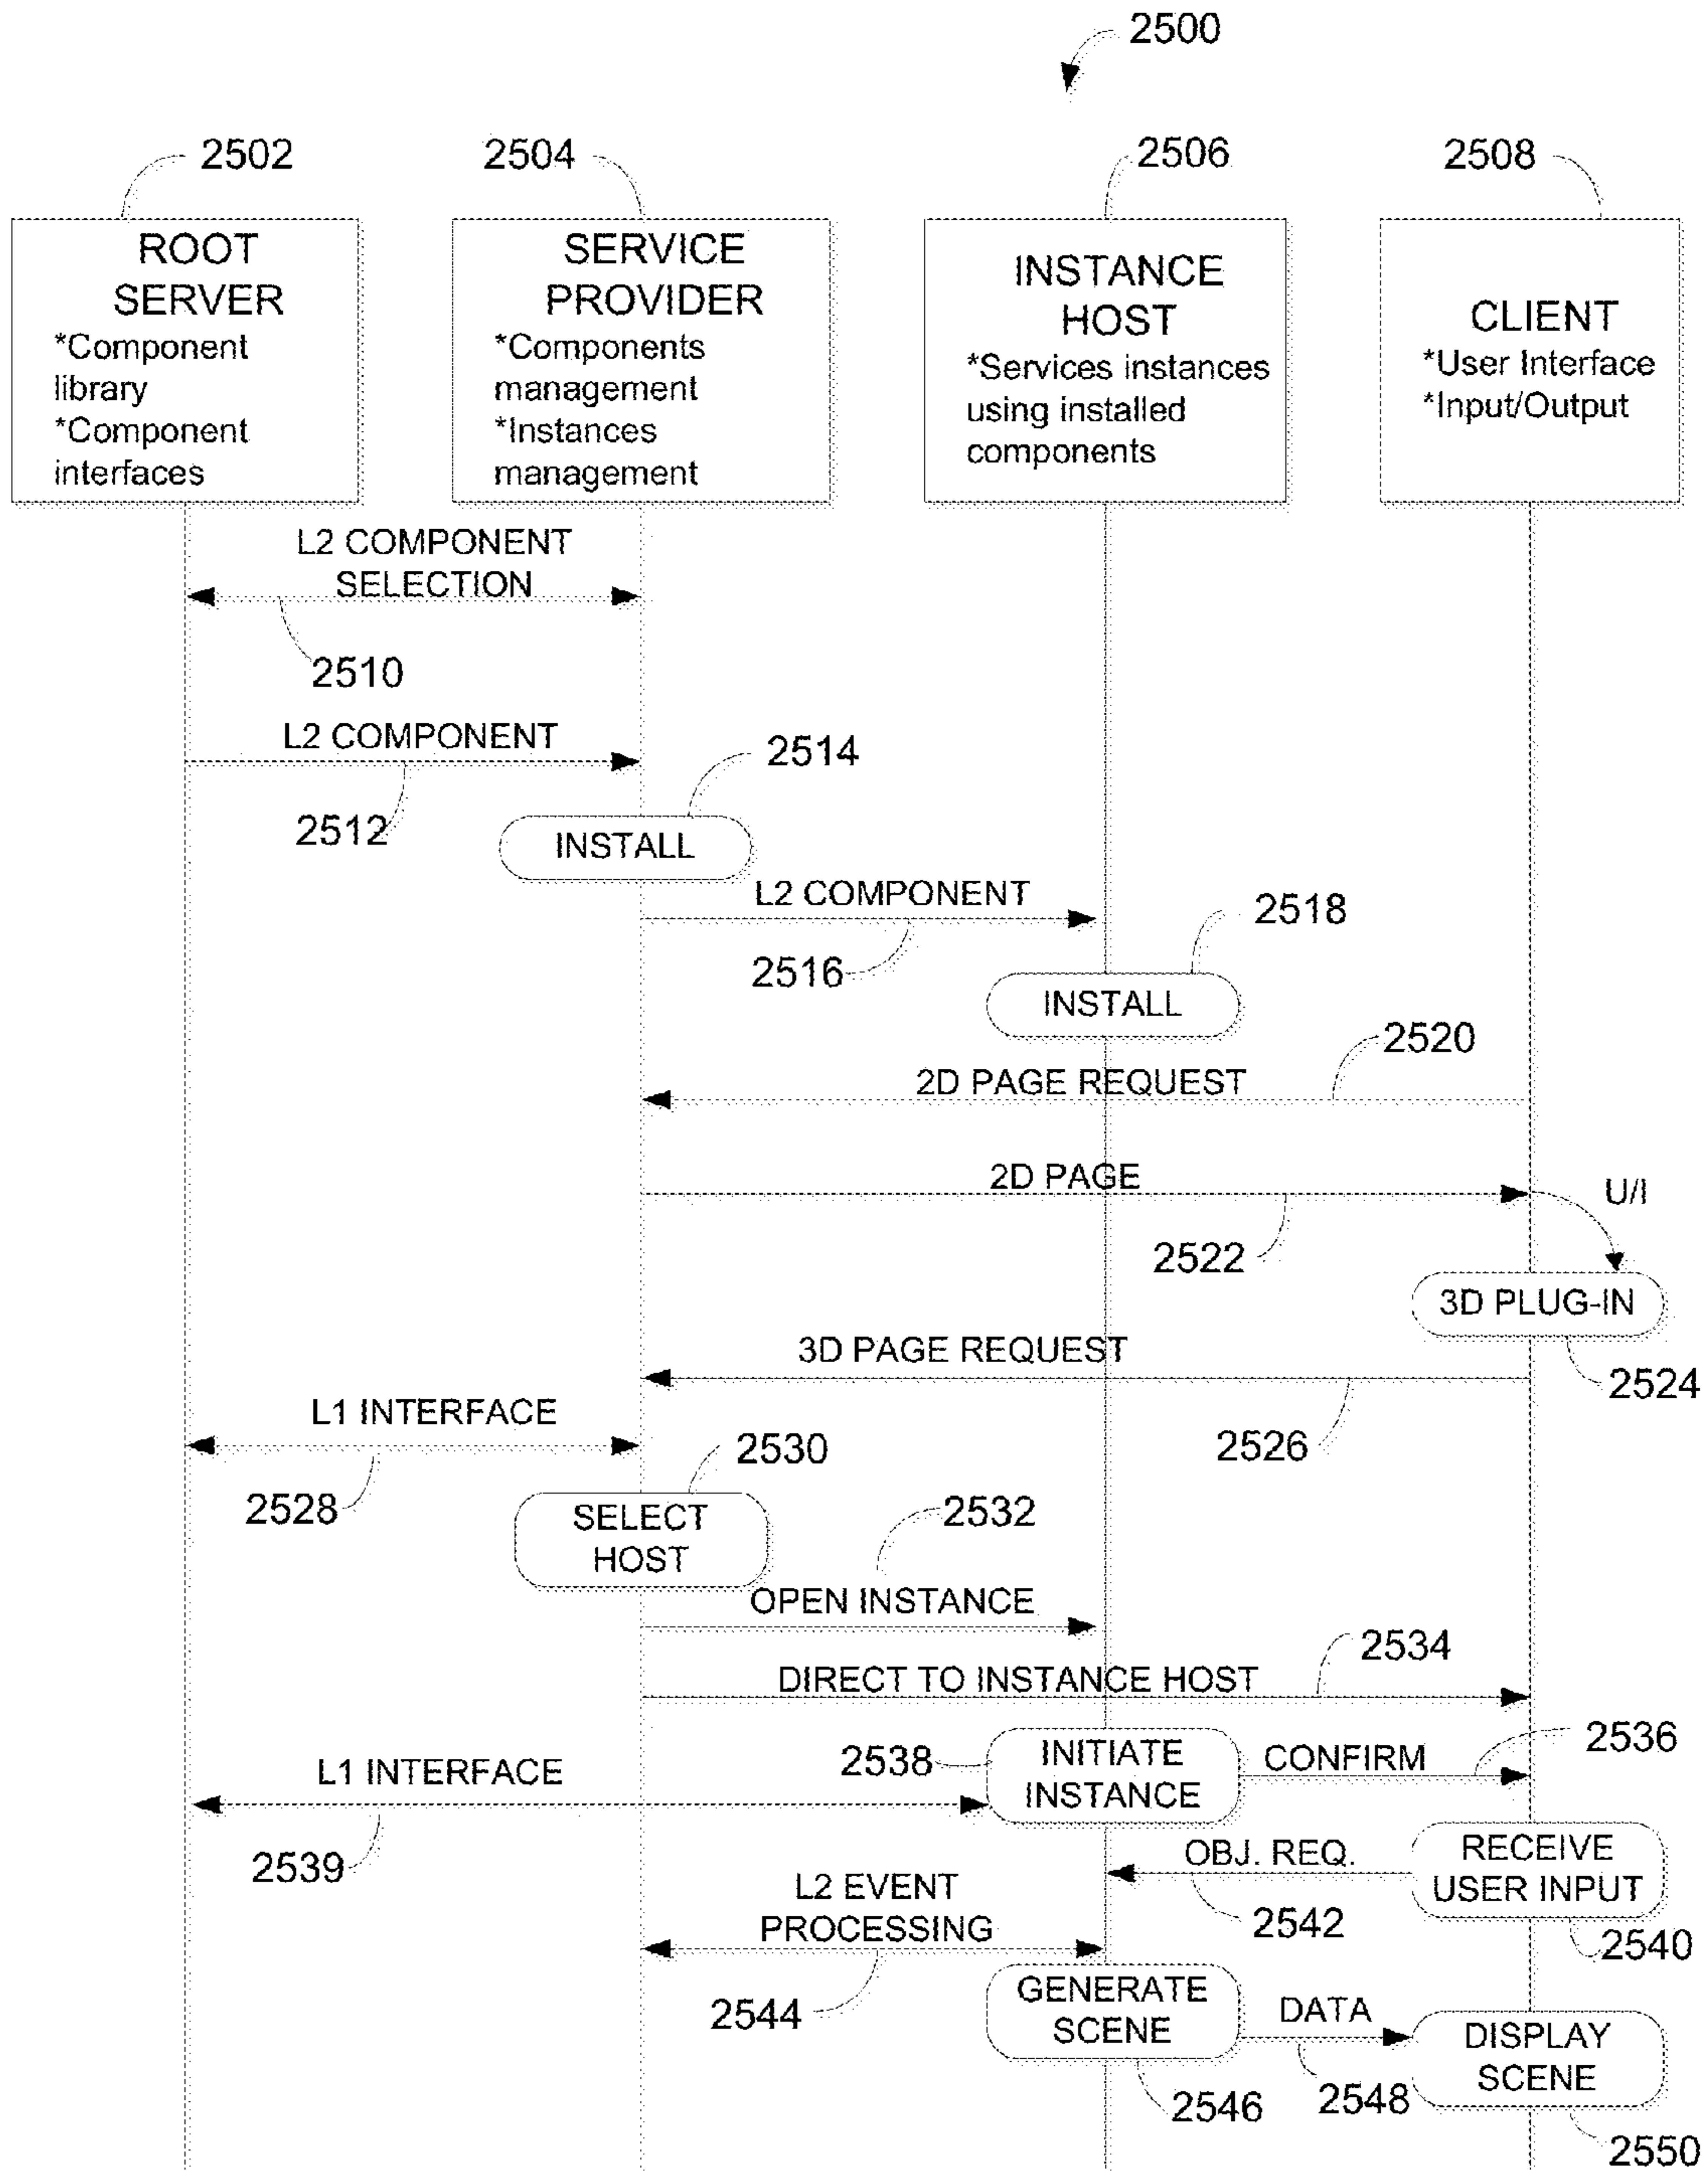 2500
2502
2504
2506
2508
ROOT
SERVER
*Component
library
*Component
interfaces
SERVICE
PROVIDER
*Components
management
*Instances
management
INSTANCE
HOST
*Services instances
using installed
components
CLIENT
*User Interface
*Input/Output
L2 COMPONENT
SELECTION
2510
L2 COMPONENT
2512
2514
INSTALL
L2 COMPONENT
2516
2518
INSTALL
2520
2D PAGE REQUEST
2D PAGE
U/I
2522
3D PLUG-IN
2524
3D PAGE REQUEST
2526
L1 INTERFACE
2528
2530
SELECT
HOST
2532
OPEN INSTANCE
2534
DIRECT TO INSTANCE HOST
2536
2538
INITIATE
INSTANCE
CONFIRM
L1 INTERFACE
2539
OBJ. REQ.
RECEIVE
USER INPUT
2542
2540
L2 EVENT
PROCESSING
2544
GENERATE
SCENE
DATA
DISPLAY
SCENE
2546
2548
2550